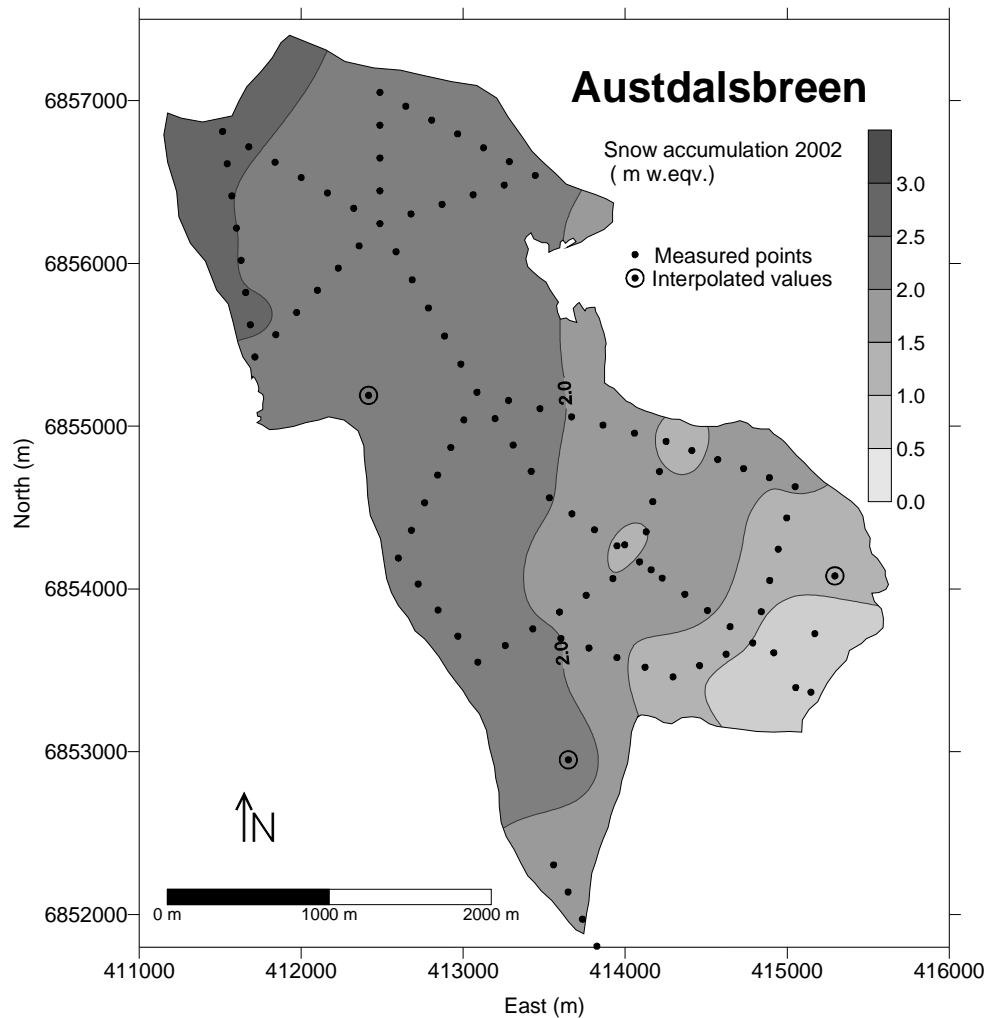 Austdalsbreen
Snow accumulation 2002
( m w.eqv.)
Measured points
Interpolated values
3.0
2.5
2.0
1.5
1.0
0.5
0.0
2.0
2.0
6857000
6856000
6855000
6854000
6853000
6852000
North (m)
N
0 m 1000 m 2000 m
411000 412000 413000 414000 415000 416000
East (m)